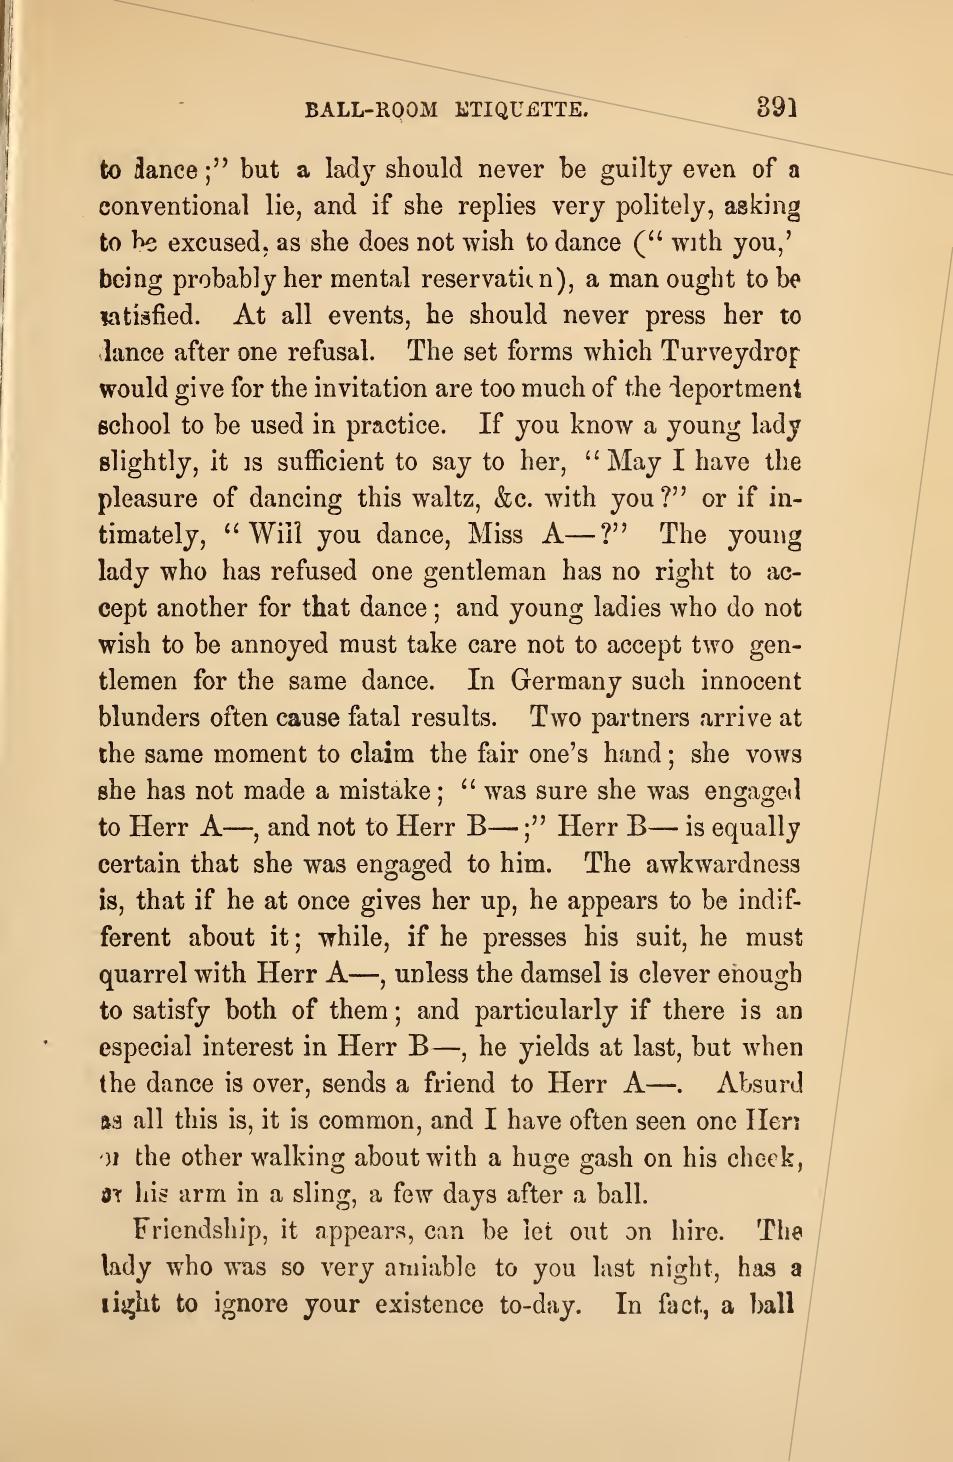 BALL-ROOM ETIQUETTE. 391
to dance;" but a lady should never be guilty even of a
conventional lie, and if she replies very politely, asking
to be excused, as she does not wish to dance ("with you,'
being probably her mental reservation), a man ought to be
satisfied. At all events, he should never press her to
dance after one refusal. The set forms which Turveydrop
would give for the invitation are too much of the deportment
school to be used in practice. If you know a young lady
slightly, it is sufficient to say to her, "May I have the
pleasure of dancing this waltz, &c. with you?" or if in-
timately, "Will you dance, Miss A—?" The young
lady who has refused one gentleman has no right to ac-
cept another for that dance; and young ladies who do not
wish to be annoyed must take care not to accept two gen-
tlemen for the same dance. In Germany such innocent
blunders often cause fatal results. Two partners arrive at
the same moment to claim the fair one's hand; she vows
she has not made a mistake; "was sure she was engaged
to Herr A—, and not to Herr B—;" Herr B— is equally
certain that she was engaged to him. The awkwardness
is, that if he at once gives her up, he appears to be indif-
ferent about it; while, if he presses his suit, he must
quarrel with Herr A—, unless the damsel is clever enough
to satisfy both of them; and particularly if there is an
especial interest in Herr B—, he yields at last, but when
the dance is over, sends a friend to Herr A—. Absurd
as all this is, it is common, and I have often seen one Herr
or the other walking about with a huge gash on his cheek,
or his arm in a sling, a few days after a ball.
Friendship, it appears, can be let out on hire. The
lady who was so very amiable to you last night, has a
right to ignore your existence to-day. In fact, a ball